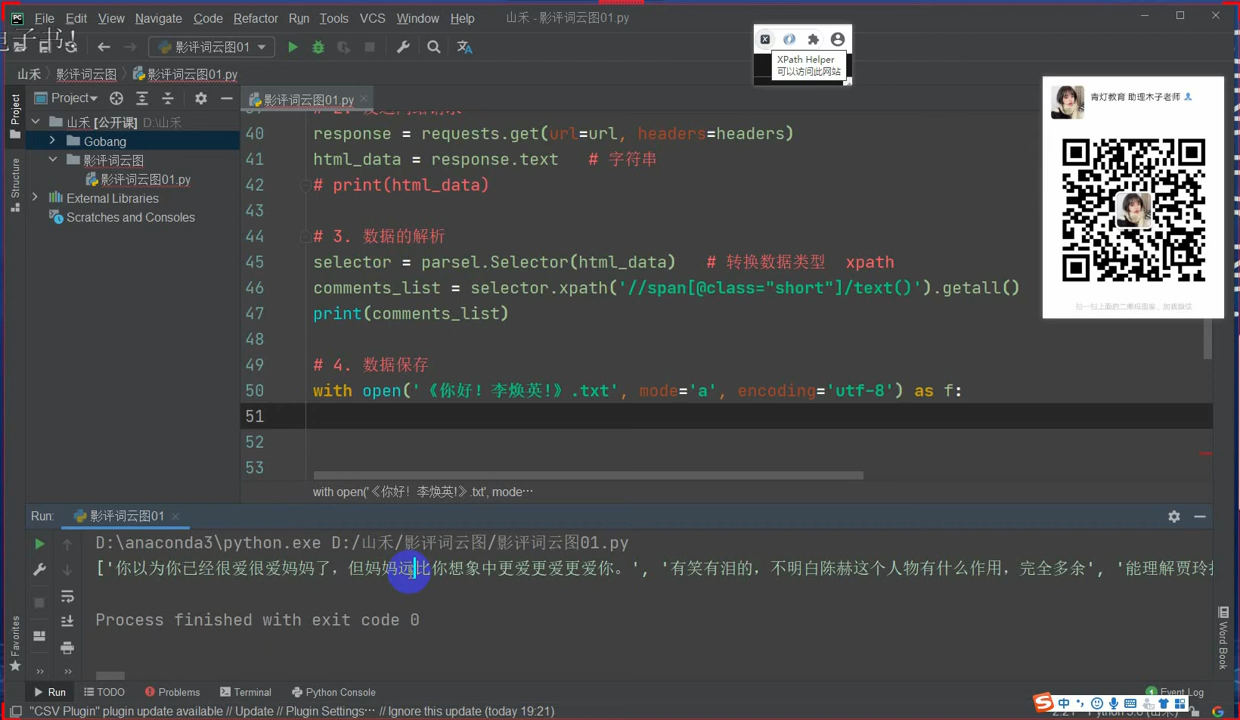 File Edit View Navigate Code Refactor Run Tools VCS Window Help 山禾 - 影评词云图01.py
电子书！
影评词云图01
XPath Helper
可以访问此网站
山禾 影评词云图 影评词云图01.py
Project
影评词云图01.py
青灯教育 助理木子老师
Project
Structure
Favorites
山禾 [公开课] D:\山禾
Gobang
影评词云图
影评词云图01.py
External Libraries
Scratches and Consoles
40 response = requests.get(url=url, headers=headers)
41 html_data = response.text # 字符串
42 # print(html_data)
43
44 # 3. 数据的解析
45 selector = parsel.Selector(html_data) # 转换数据类型 xpath
46 comments_list = selector.xpath('//span[@class="short"]/text()').getall()
47 print(comments_list)
48
49 # 4. 数据保存
50 with open('《你好！李焕英!》.txt', mode='a', encoding='utf-8') as f:
51
52
53
with open('《你好！李焕英!》.txt', mode···
Run: 影评词云图01
D:\anaconda3\python.exe D:/山禾/影评词云图/影评词云图01.py
['你以为你已经很爱很爱妈妈了，但妈妈远比你想象中更爱更爱更爱你。', '有笑有泪的，不明白陈赫这个人物有什么作用，完全多余', '能理解贾玲
Process finished with exit code 0
Word Book
Run TODO Problems Terminal Python Console Event Log
"CSV Plugin" plugin update available // Update // Plugin Settings··· // Ignore this update (today 19:21)
中